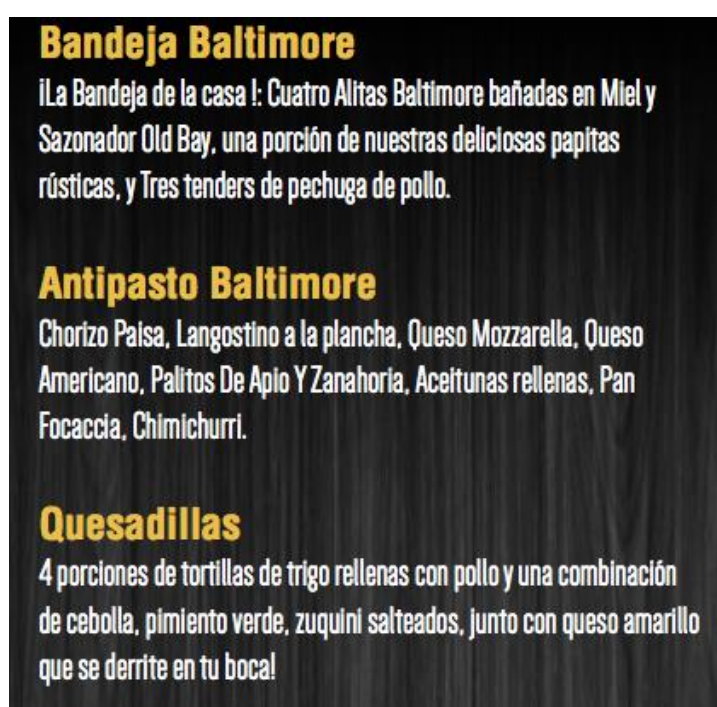 Bandeja Baltimore
¡La Bandeja de la casa !: Cuatro Alitas Baltimore bañadas en Miel y
Sazonador Old Bay, una porción de nuestras deliciosas papitas
rústicas, y Tres tenders de pechuga de pollo.
Antipasto Baltimore
Chorizo Paisa, Langostino a la plancha, Queso Mozzarella, Queso
Americano, Palitos De Apio Y Zanahoria, Aceitunas rellenas, Pan
Focaccia, Chimichurri.
Quesadillas
4 porciones de tortillas de trigo rellenas con pollo y una combinación
de cebolla, pimiento verde, zuquini salteados, junto con queso amarillo
que se derrite en tu boca!